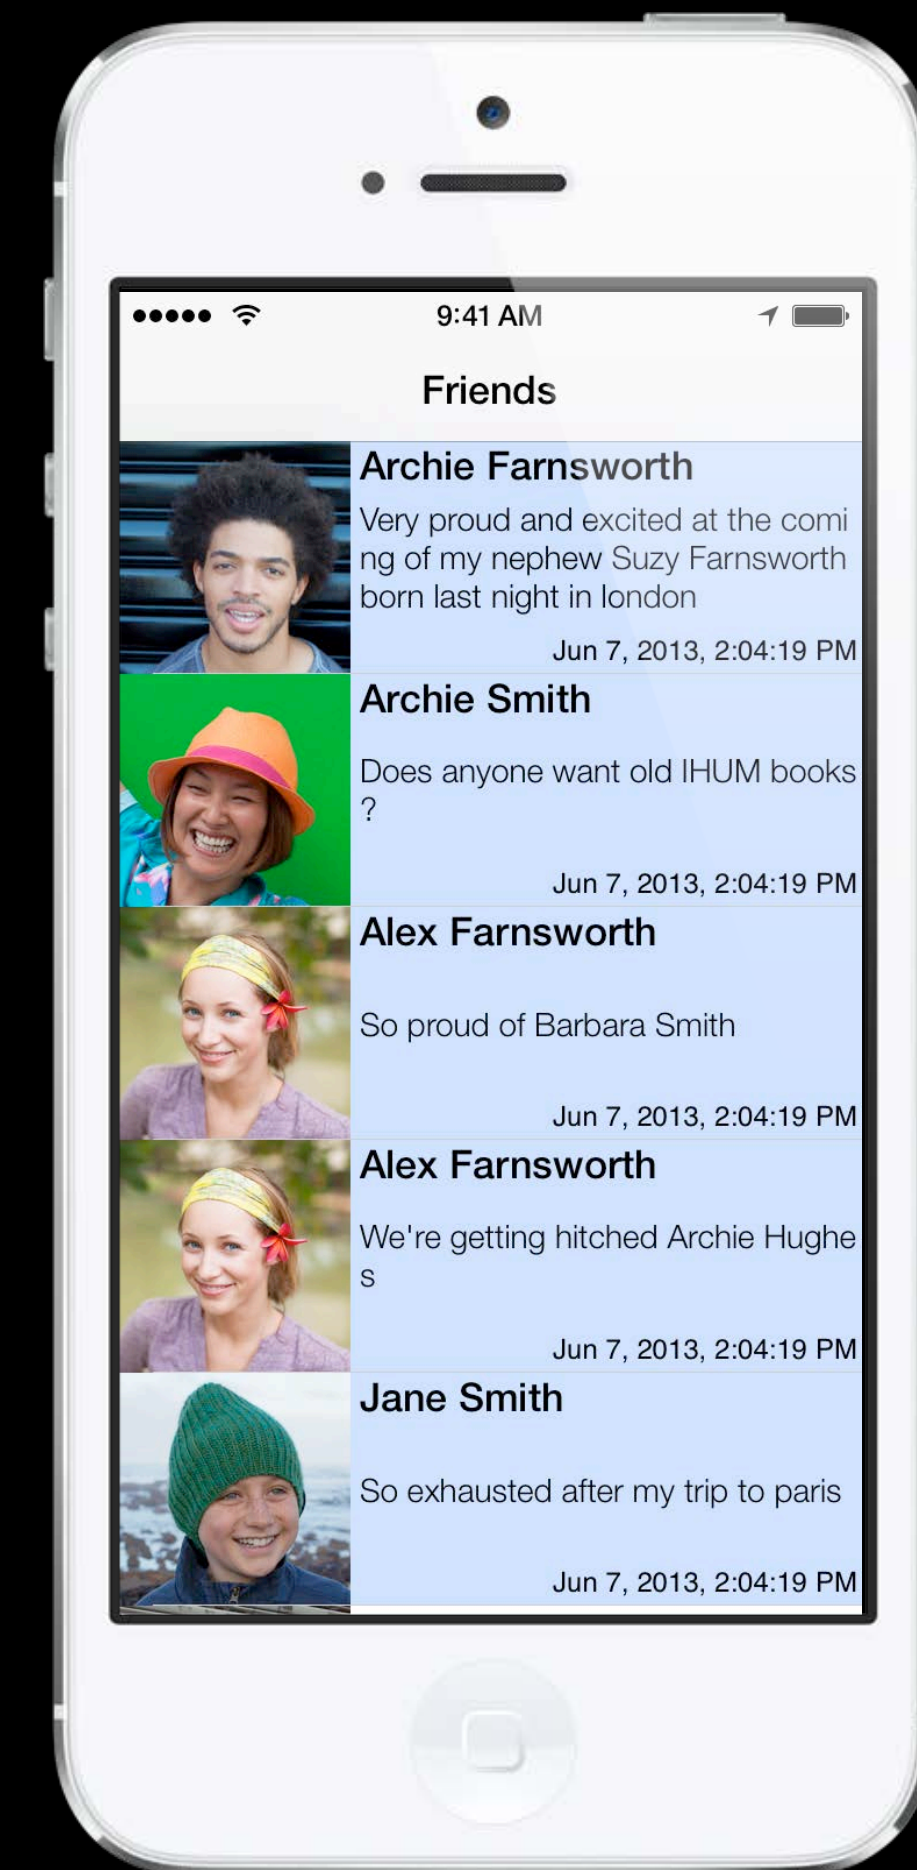 9:41 AM
Friends
Archie Farnsworth
Very proud and excited at the comi
ng of my nephew Suzy Farnsworth
born last night in london
Jun 7, 2013, 2:04:19 PM
Archie Smith
Does anyone want old IHUM books
?
Jun 7, 2013, 2:04:19 PM
Alex Farnsworth
So proud of Barbara Smith
Jun 7, 2013, 2:04:19 PM
Alex Farnsworth
We're getting hitched Archie Hughe
s
Jun 7, 2013, 2:04:19 PM
Jane Smith
So exhausted after my trip to paris
Jun 7, 2013, 2:04:19 PM